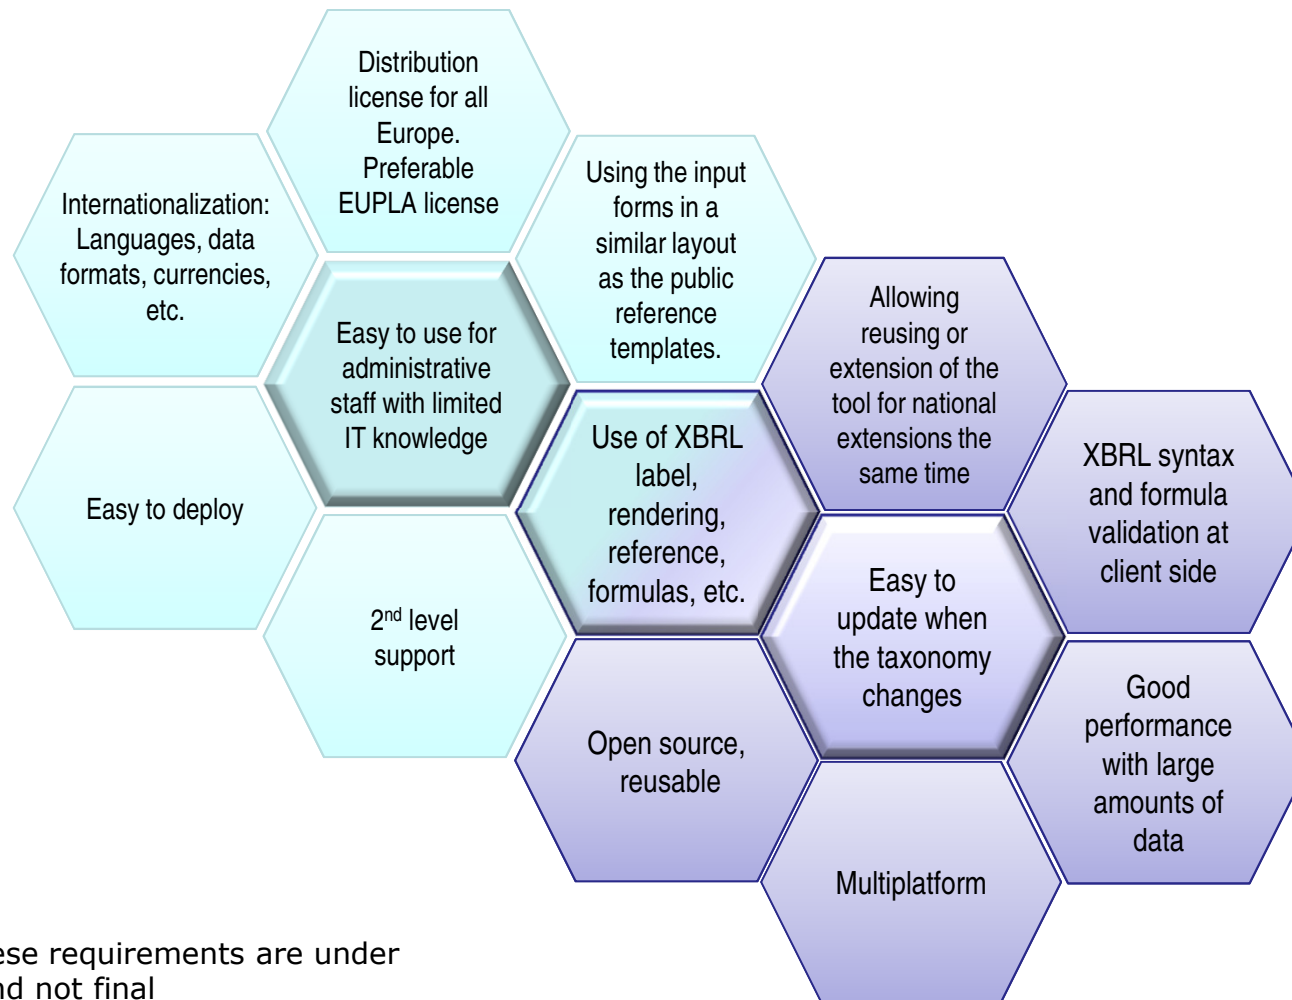 Distribution
license for all
Europe.
Preferable
EUPLA license
Internationalization:
Languages, data
formats, currencies,
etc.
Using the input
forms in a
similar layout
as the public
reference
templates.
Easy to use for
administrative
staff with limited
IT knowledge
Allowing
reusing or
extension of the
tool for national
extensions the
same time
Easy to deploy
Use of XBRL
label,
rendering,
reference,
formulas, etc.
XBRL syntax
and formula
validation at
client side
2nd level
support
Easy to
update when
the taxonomy
changes
Open source,
reusable
Good
performance
with large
amounts of
data
Multiplatform
requirements are under
not final